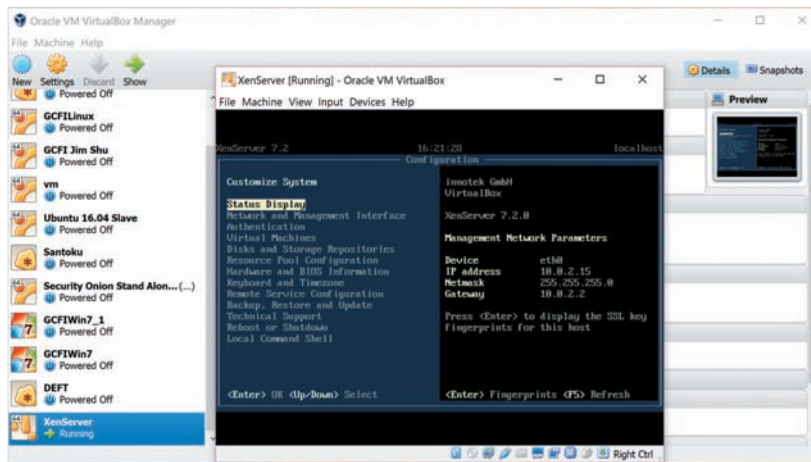 Oracle VM VirtualBox Manager
File Machine Help
New Settings Discard Show
Details Snapshots
Powered Off
GCFILinux
Powered Off
GCFI Jim Shu
Powered Off
vm
Powered Off
Ubuntu 16.04 Slave
Powered Off
Santoku
Powered Off
Security Onion Stand Alon... (...)
Powered Off
GCFIWin7_1
Powered Off
GCFIWin7
Powered Off
DEFT
Powered Off
XenServer
Running
Preview
XenServer [Running] - Oracle VM VirtualBox
File Machine View Input Devices Help
XenServer 7.2 16:21:28 localhost
Configuration
Customize System
Status Display
Network and Management Interface
Authentication
Virtual Machines
Disks and Storage Repositories
Resource Pool Configuration
Hardware and BIOS Information
Keyboard and Timezone
Remote Service Configuration
Backup, Restore and Update
Technical Support
Reboot or Shutdown
Local Command Shell
<Enter> OK <Up/Down> Select
innotek GmbH
VirtualBox
XenServer 7.2.0
Management Network Parameters
Device eth0
IP address 10.0.2.15
Netmask 255.255.255.0
Gateway 10.0.2.2
Press <Enter> to display the SSL key
fingerprints for this host
<Enter> Fingerprints <F5> Refresh
Right Ctrl